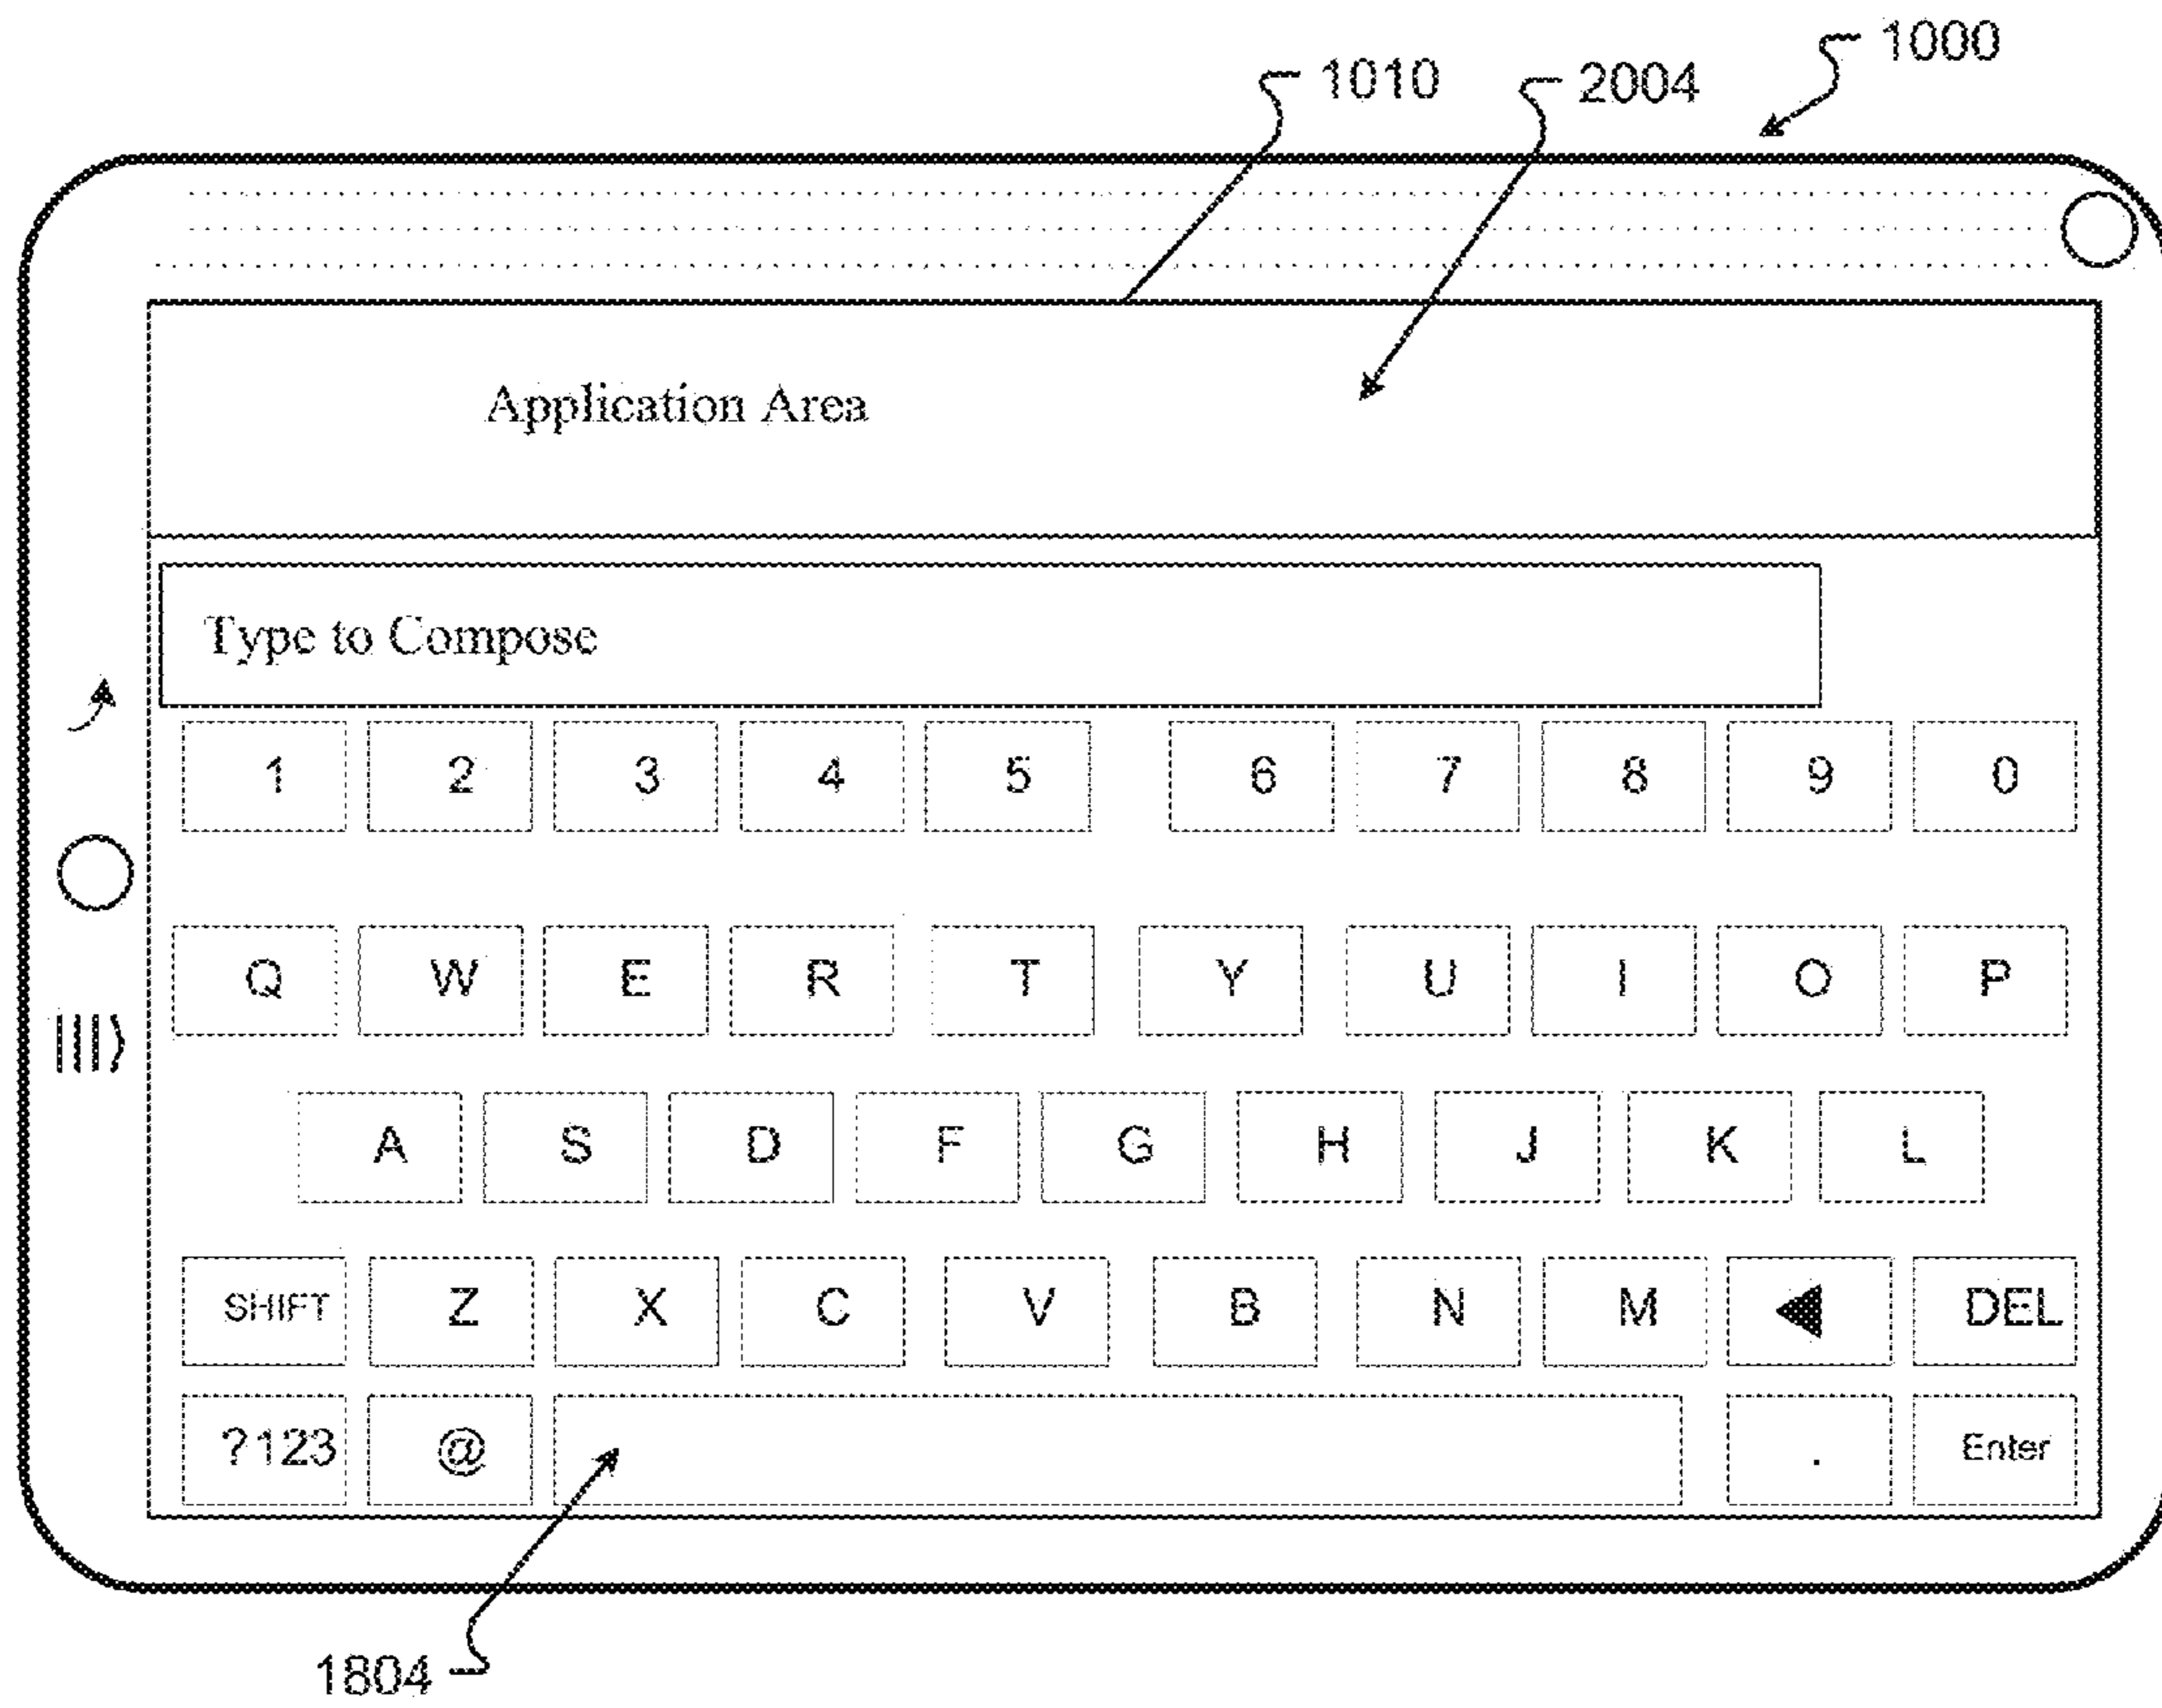 1000
1010 2004
Application Area
Type to Compose
1 2 3 4 5 6 7 8 9 0
Q W E R T Y U I O P
A S D F G H J K L
SHIFT Z X C V B N M DEL
?123 @ . Enter
1804